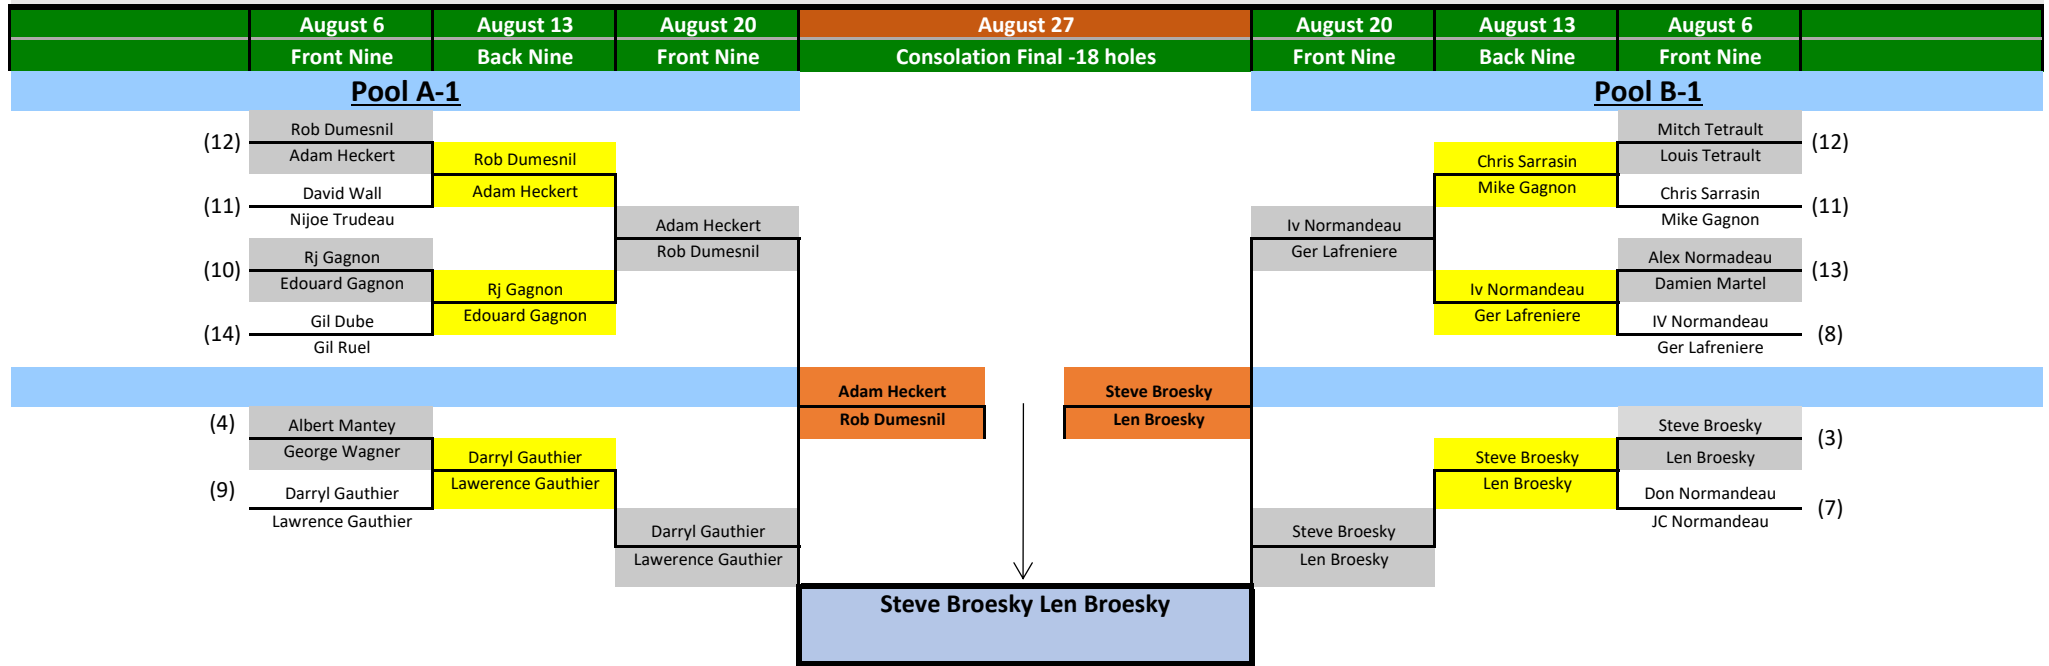 August 6 August 13 August 20 August 27 August 20 August 13 August 6
Front Nine Back Nine Front Nine Consolation Final -18 holes Front Nine Back Nine Front Nine
Pool A-1 Pool B-1
Rob Dumesnil Mitch Tetrault
(12) (12)
Adam Heckert Rob Dumesnil Chris Sarrasin Louis Tetrault
David Wall Adam Heckert Mike Gagnon Chris Sarrasin
(11) (11)
Nijoe Trudeau Adam Heckert Iv Normandeau Mike Gagnon
Rj Gagnon Rob Dumesnil Ger Lafreniere Alex Normadeau
(10) (13)
Edouard Gagnon Rj Gagnon Iv Normandeau Damien Martel
Gil Dube Edouard Gagnon Ger Lafreniere IV Normandeau
(14) (8)
Gil Ruel Ger Lafreniere
Adam Heckert Steve Broesky
(4) Albert Mantey Rob Dumesnil Len Broesky Steve Broesky
(3)
George Wagner Darryl Gauthier Steve Broesky Len Broesky
(9) Darryl Gauthier Lawerence Gauthier Len Broesky Don Normandeau
(7)
Lawrence Gauthier Darryl Gauthier Steve Broesky JC Normandeau
Lawerence Gauthier Len Broesky
Steve Broesky Len Broesky